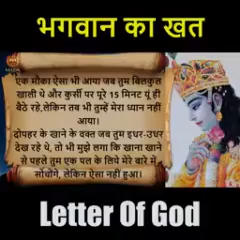 भगवान का खत
एक मौका ऐसा भी आया जब तुम बिलकुल
खाली थे और कुर्सी पर पूरे 15 मिनट यूं ही
बैठे रहे,लेकिन तब भी तुम्हें मेरा ध्यान नहीं
आया।
दोपहर के खाने के वक्त जब तुम इधर-उधर
देख रहे थे, तो भी मुझे लगा कि खाना खाने
से पहले तुम एक पल के लिये मेरे बारे में
सोचोंगे, लेकिन ऐसा नहीं हुआ।
Letter Of God